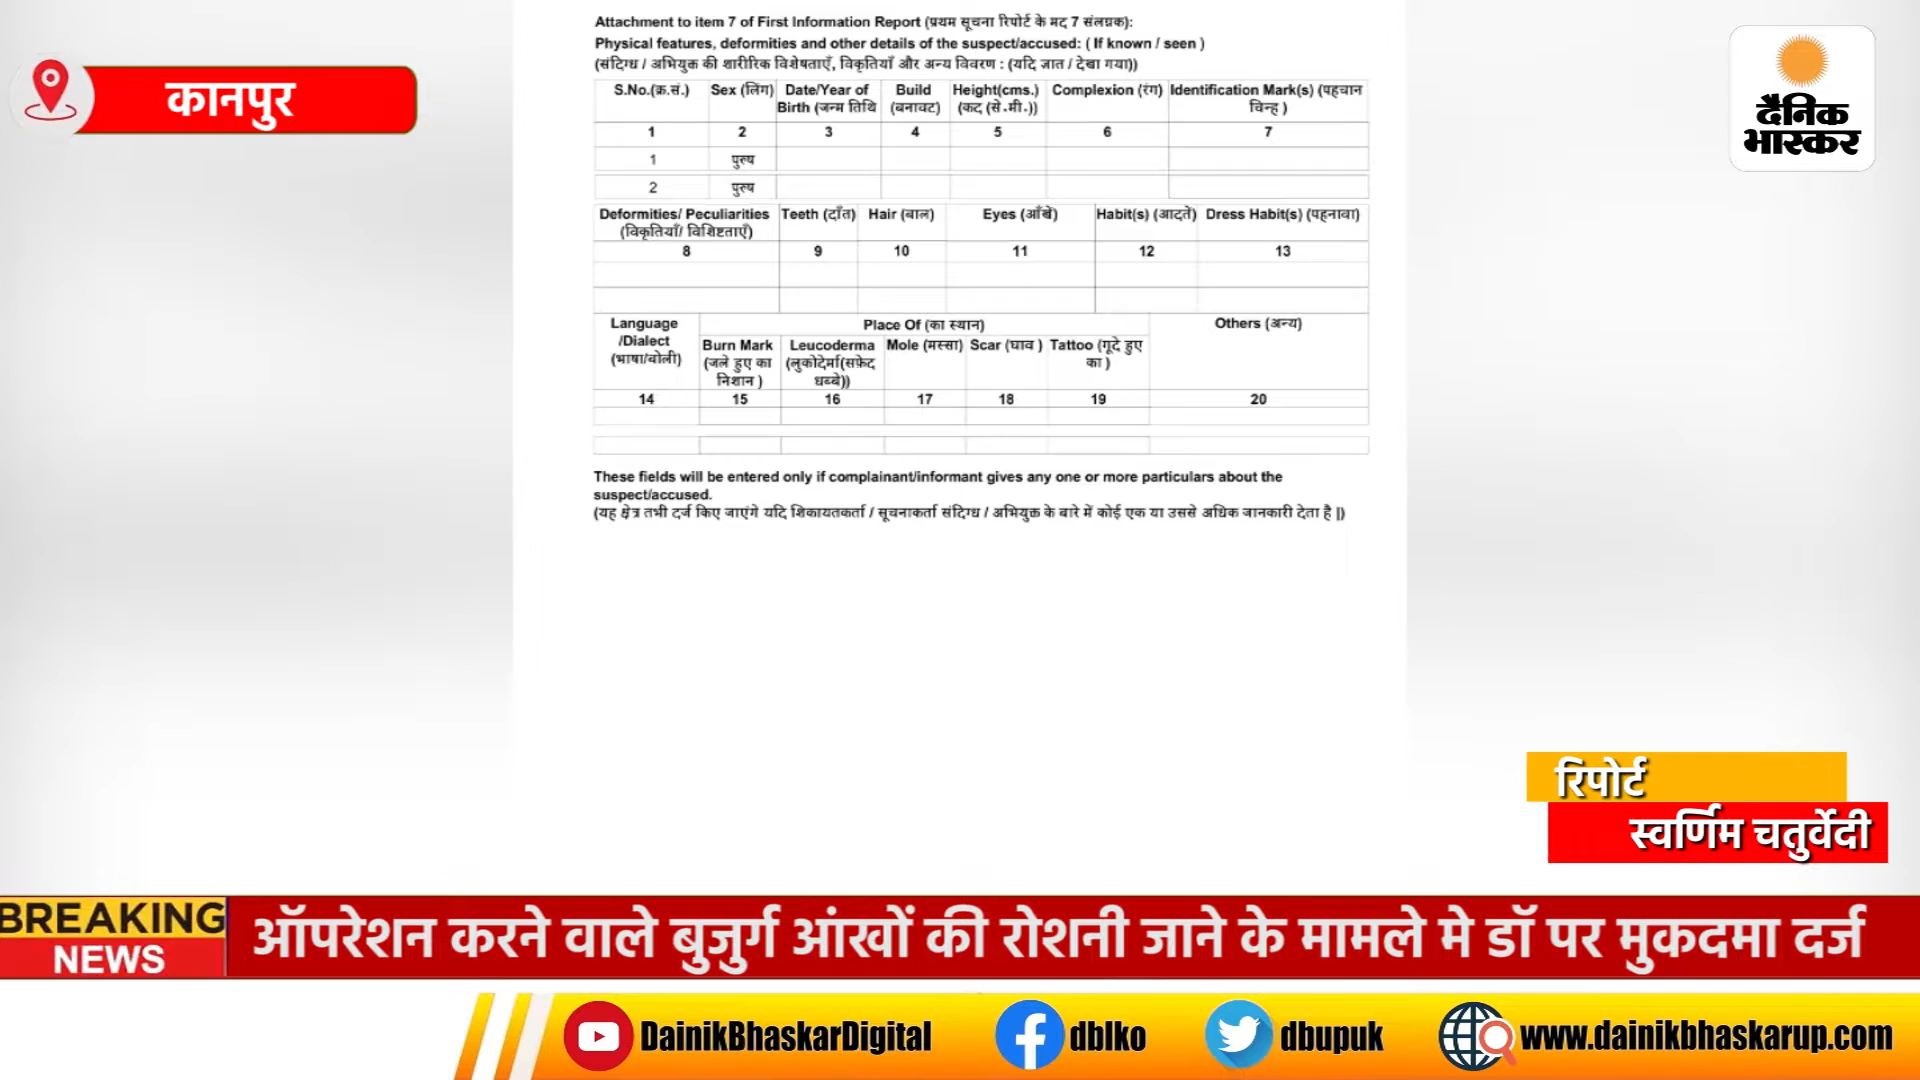 Attachment to item 7 of First Information Report (प्रथम सूचना रिपोर्ट के मद 7 संलग्नक):
Physical features, deformities and other details of the suspect/accused: ( If known / seen )
(संदिग्ध / अभियुक्त की शारीरिक विशेषताएँ, विकृतियाँ और अन्य विवरण : (यदि ज्ञात / देखा गया))
कानपुर
दैनिक
भास्कर
S.No.(क्र.सं.) Sex (लिंग) Date/Year of Birth (जन्म तिथि Build (बनावट) Height(cms.) (कद (से.मी.)) Complexion (रंग) Identification Mark(s) (पहचान चिन्ह )
1 2 3 4 5 6 7
1 पुरुष
2 पुरुष
Deformities/ Peculiarities (विकृतियाँ/ विशिष्टताएँ) Teeth (दाँत) Hair (बाल) Eyes (आँखें) Habit(s) (आदतें) Dress Habit(s) (पहनावा)
8 9 10 11 12 13
Language /Dialect (भाषा/बोली) Place Of (का स्थान) Others (अन्य)
Burn Mark (जले हुए का निशान ) Leucoderma (लुकोदेर्मा(सफ़ेद धब्बे)) Mole (मस्सा) Scar (घाव ) Tattoo (गूदे हुए का )
14 15 16 17 18 19 20
These fields will be entered only if complainant/informant gives any one or more particulars about the
suspect/accused.
(यह क्षेत्र तभी दर्ज किए जाएंगे यदि शिकायतकर्ता / सूचनाकर्ता संदिग्ध / अभियुक्त के बारे में कोई एक या उससे अधिक जानकारी देता है |)
रिपोर्ट
स्वर्णिम चतुर्वेदी
BREAKING
NEWS
ऑपरेशन करने वाले बुजुर्ग आंखों की रोशनी जाने के मामले मे डॉ पर मुकदमा दर्ज
DainikBhaskarDigital dblko dbupuk www.dainikbhaskarup.com